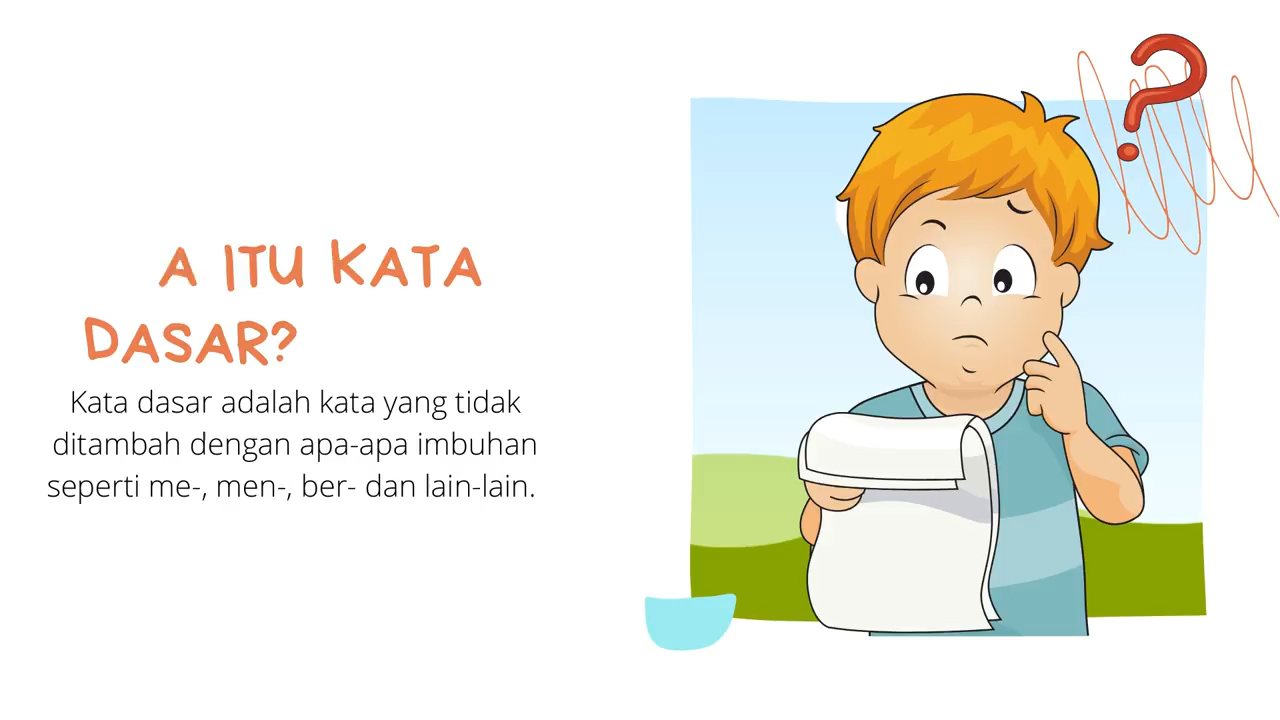 A ITU KATA
DASAR?
Kata dasar adalah kata yang tidak
ditambah dengan apa-apa imbuhan
seperti me-, men-, ber- dan lain-lain.
?